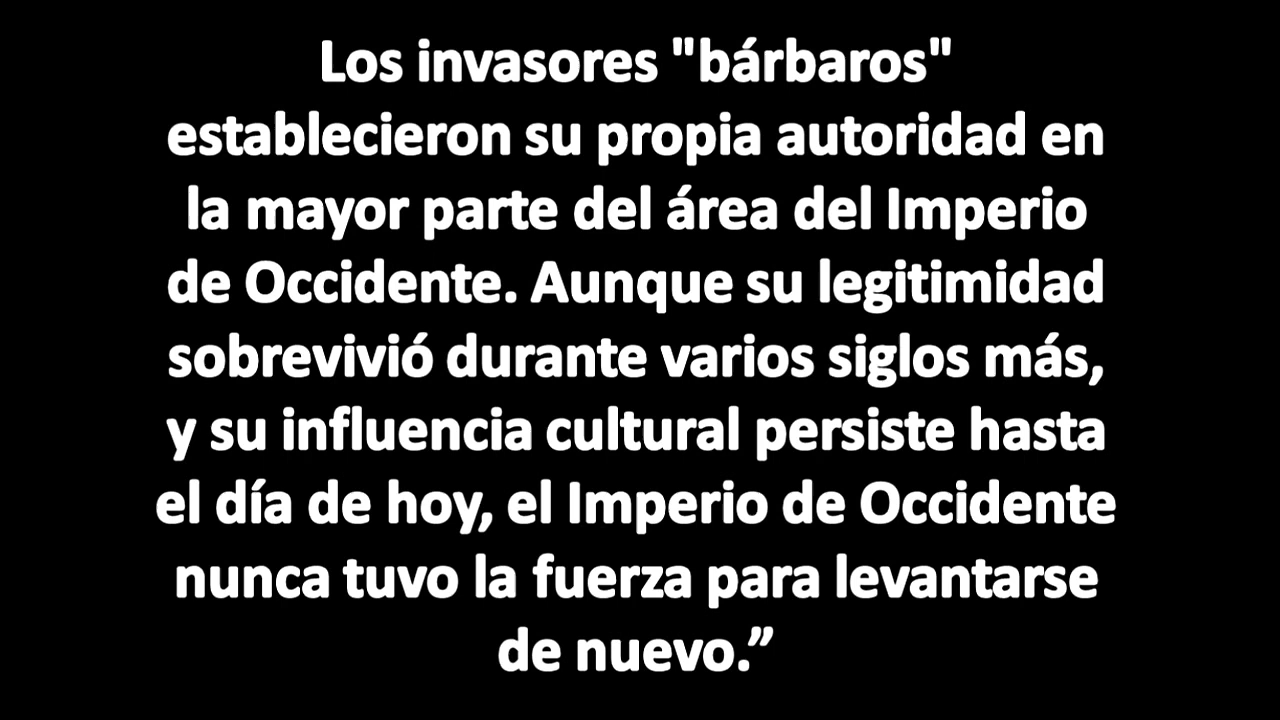 Los invasores "bárbaros"
establecieron su propia autoridad en
la mayor parte del área del Imperio
de Occidente. Aunque su legitimidad
sobrevivió durante varios siglos más,
y su influencia cultural persiste hasta
el día de hoy, el Imperio de Occidente
nunca tuvo la fuerza para levantarse
de nuevo.”